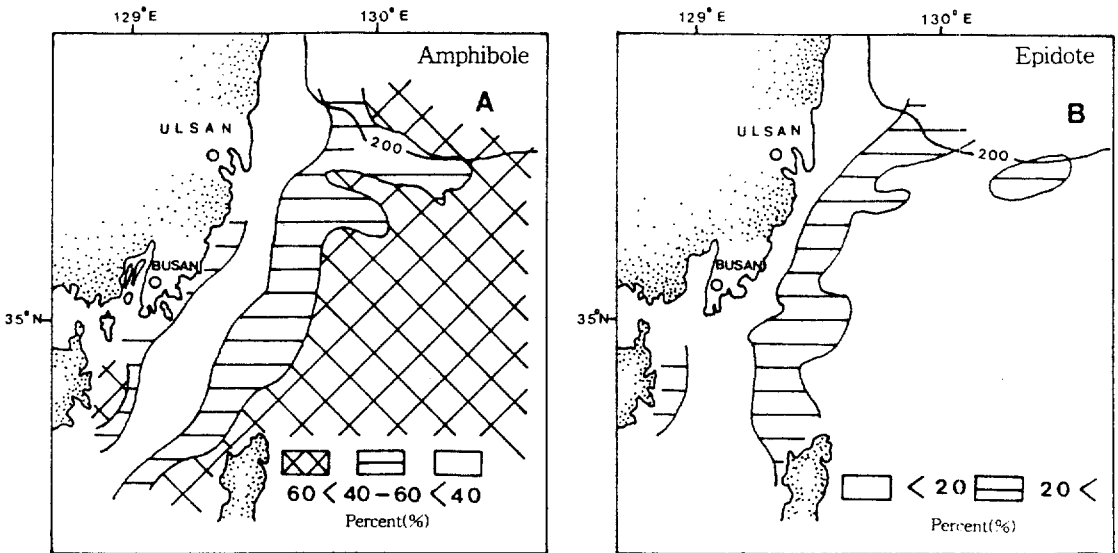 129°E
130°E
Amphibole
A
ULSAN
200
BUSAN
35°N
60< 40-60 <40
Percent(%)
129°E
130°E
Epidote
B
ULSAN
200
BUSAN
35°N
<20 20<
Percent(%)